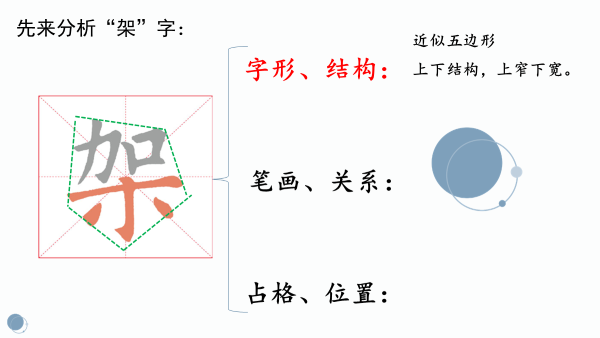 先来分析“架”字：
近似五边形
字形、结构：
上下结构，上窄下宽。
架
笔画、关系：
占格、位置：